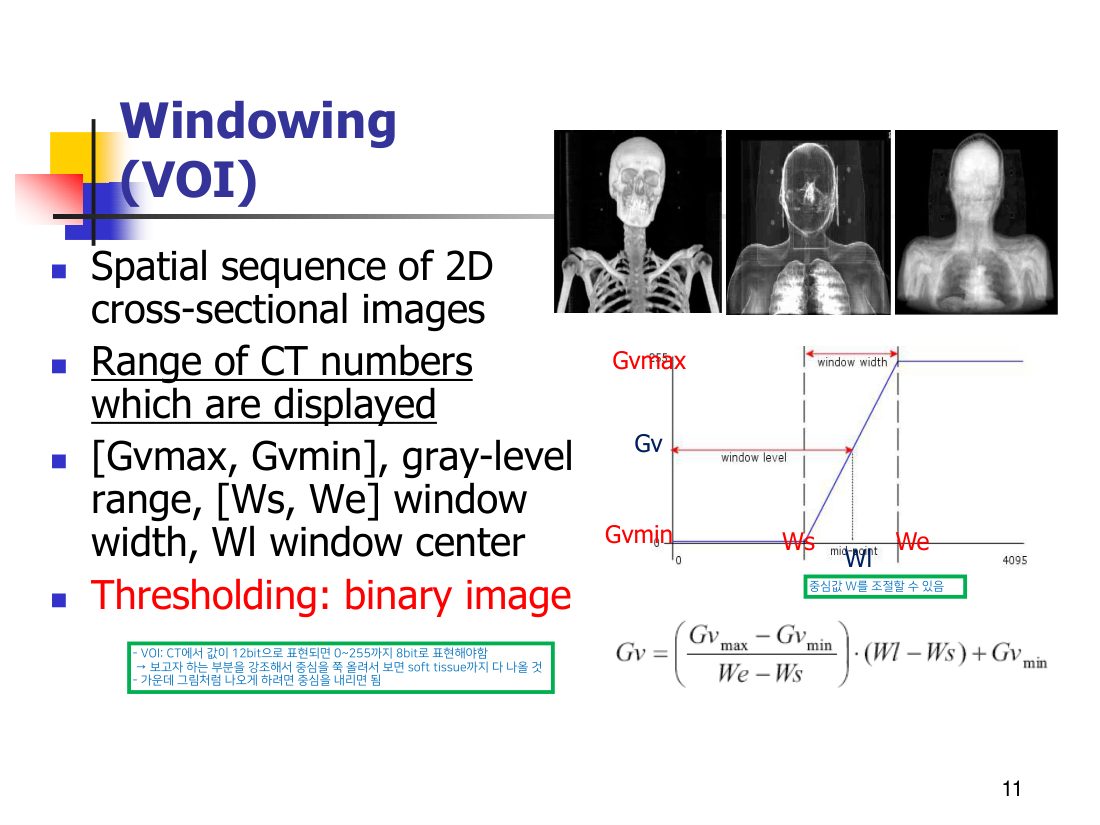 Windowing
(VOI)
Spatial sequence of 2D
cross-sectional images
Range of CT numbers
which are displayed
[Gvmax, Gvmin], gray-level
range, [Ws, We] window
width, Wl window center
Thresholding: binary image
- VOI: CT에서 값이 12bit으로 표현되면 0~255까지 8bit로 표현해야함
→ 보고자 하는 부분을 강조해서 중심을 쭉 올려서 보면 soft tissue까지 다 나올 것
- 가운데 그림처럼 나오게 하려면 중심을 내리면 됨
Gvmax
255
window width
Gv
window level
Gvmin
0
Ws
We
mid-point
Wl
0
4095
중심값 W를 조절할 수 있음
Gv = ( (Gv max − Gv min) / (We − Ws) ) · (Wl − Ws) + Gv min
11